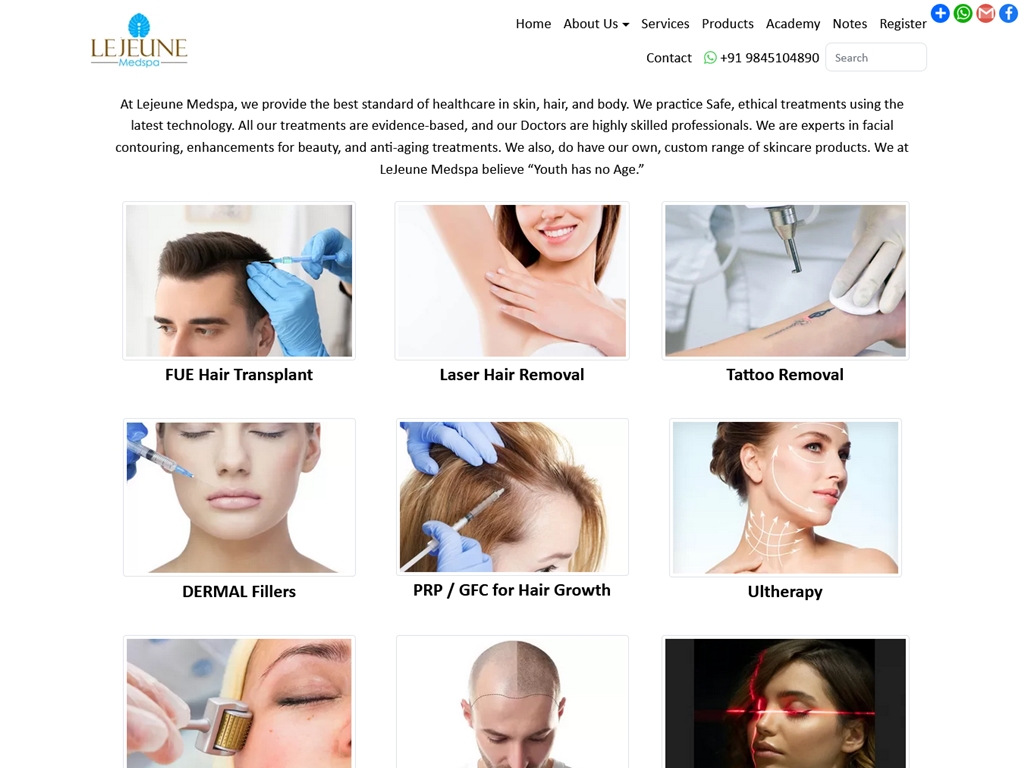 LEJEUNE
Medspa
Home About Us Services Products Academy Notes Register
Contact +91 9845104890 Search
At Lejeune Medspa, we provide the best standard of healthcare in skin, hair, and body. We practice Safe, ethical treatments using the
latest technology. All our treatments are evidence-based, and our Doctors are highly skilled professionals. We are experts in facial
contouring, enhancements for beauty, and anti-aging treatments. We also, do have our own, custom range of skincare products. We at
LeJeune Medspa believe “Youth has no Age.”
FUE Hair Transplant
Laser Hair Removal
Tattoo Removal
DERMAL Fillers
PRP / GFC for Hair Growth
Ultherapy